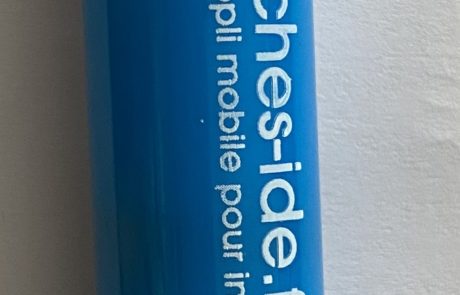 ches-ide.f
ppli mobile pour in